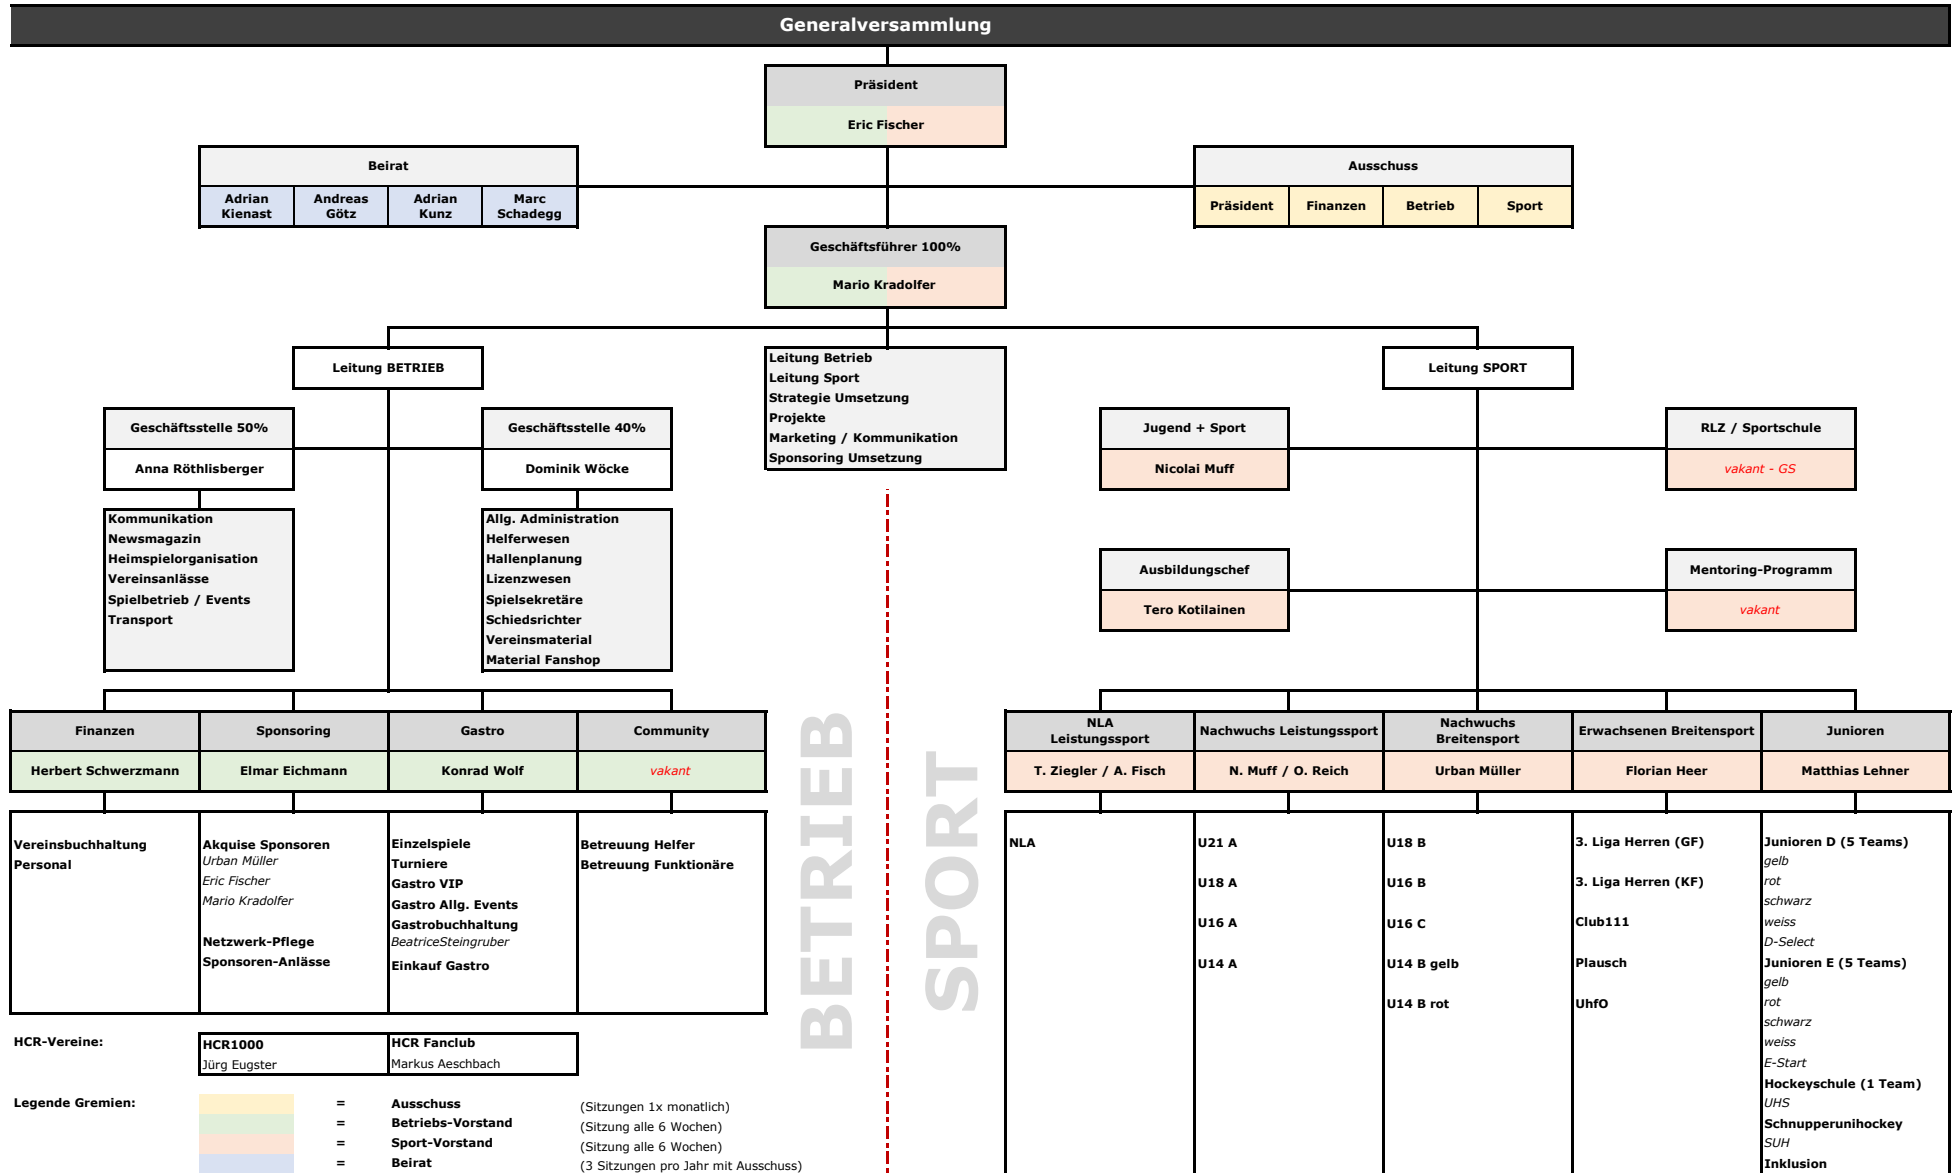 Generalversammlung
Präsident
Eric Fischer
Beirat
Adrian
Kienast
Andreas
Götz
Adrian
Kunz
Marc
Schadegg
Ausschuss
Präsident
Finanzen
Betrieb
Sport
Geschäftsführer 100%
Mario Kradolfer
Leitung BETRIEB
Leitung Betrieb
Leitung Sport
Strategie Umsetzung
Projekte
Marketing / Kommunikation
Sponsoring Umsetzung
Leitung SPORT
Geschäftsstelle 50%
Anna Röthlisberger
Kommunikation
Newsmagazin
Heimspielorganisation
Vereinsanlässe
Spielbetrieb / Events
Transport
Geschäftsstelle 40%
Dominik Wöcke
Allg. Administration
Helferwesen
Hallenplanung
Lizenzwesen
Spielsekretäre
Schiedsrichter
Vereinsmaterial
Material Fanshop
Jugend + Sport
Nicolai Muff
RLZ / Sportschule
vakant - GS
Ausbildungschef
Tero Kotilainen
Mentoring-Programm
vakant
Finanzen
Herbert Schwerzmann
Vereinsbuchhaltung
Personal
Sponsoring
Elmar Eichmann
Akquise Sponsoren
Urban Müller
Eric Fischer
Mario Kradolfer
Netzwerk-Pflege
Sponsoren-Anlässe
Gastro
Konrad Wolf
Einzelspiele
Turniere
Gastro VIP
Gastro Allg. Events
Gastrobuchhaltung
BeatriceSteingruber
Einkauf Gastro
Community
vakant
Betreuung Helfer
Betreuung Funktionäre
BETRIEB
SPORT
NLA
Leistungssport
T. Ziegler / A. Fisch
NLA
Nachwuchs Leistungssport
N. Muff / O. Reich
U21 A
U18 A
U16 A
U14 A
Nachwuchs
Breitensport
Urban Müller
U18 B
U16 B
U16 C
U14 B gelb
U14 B rot
Erwachsenen Breitensport
Florian Heer
3. Liga Herren (GF)
3. Liga Herren (KF)
Club111
Plausch
UhfO
Junioren
Matthias Lehner
Junioren D (5 Teams)
gelb
rot
schwarz
weiss
D-Select
Junioren E (5 Teams)
gelb
rot
schwarz
weiss
E-Start
Hockeyschule (1 Team)
UHS
Schnupperunihockey
SUH
Inklusion
HCR-Vereine:
HCR1000
Jürg Eugster
HCR Fanclub
Markus Aeschbach
Legende Gremien:
= Ausschuss (Sitzungen 1x monatlich)
= Betriebs-Vorstand (Sitzung alle 6 Wochen)
= Sport-Vorstand (Sitzung alle 6 Wochen)
= Beirat (3 Sitzungen pro Jahr mit Ausschuss)